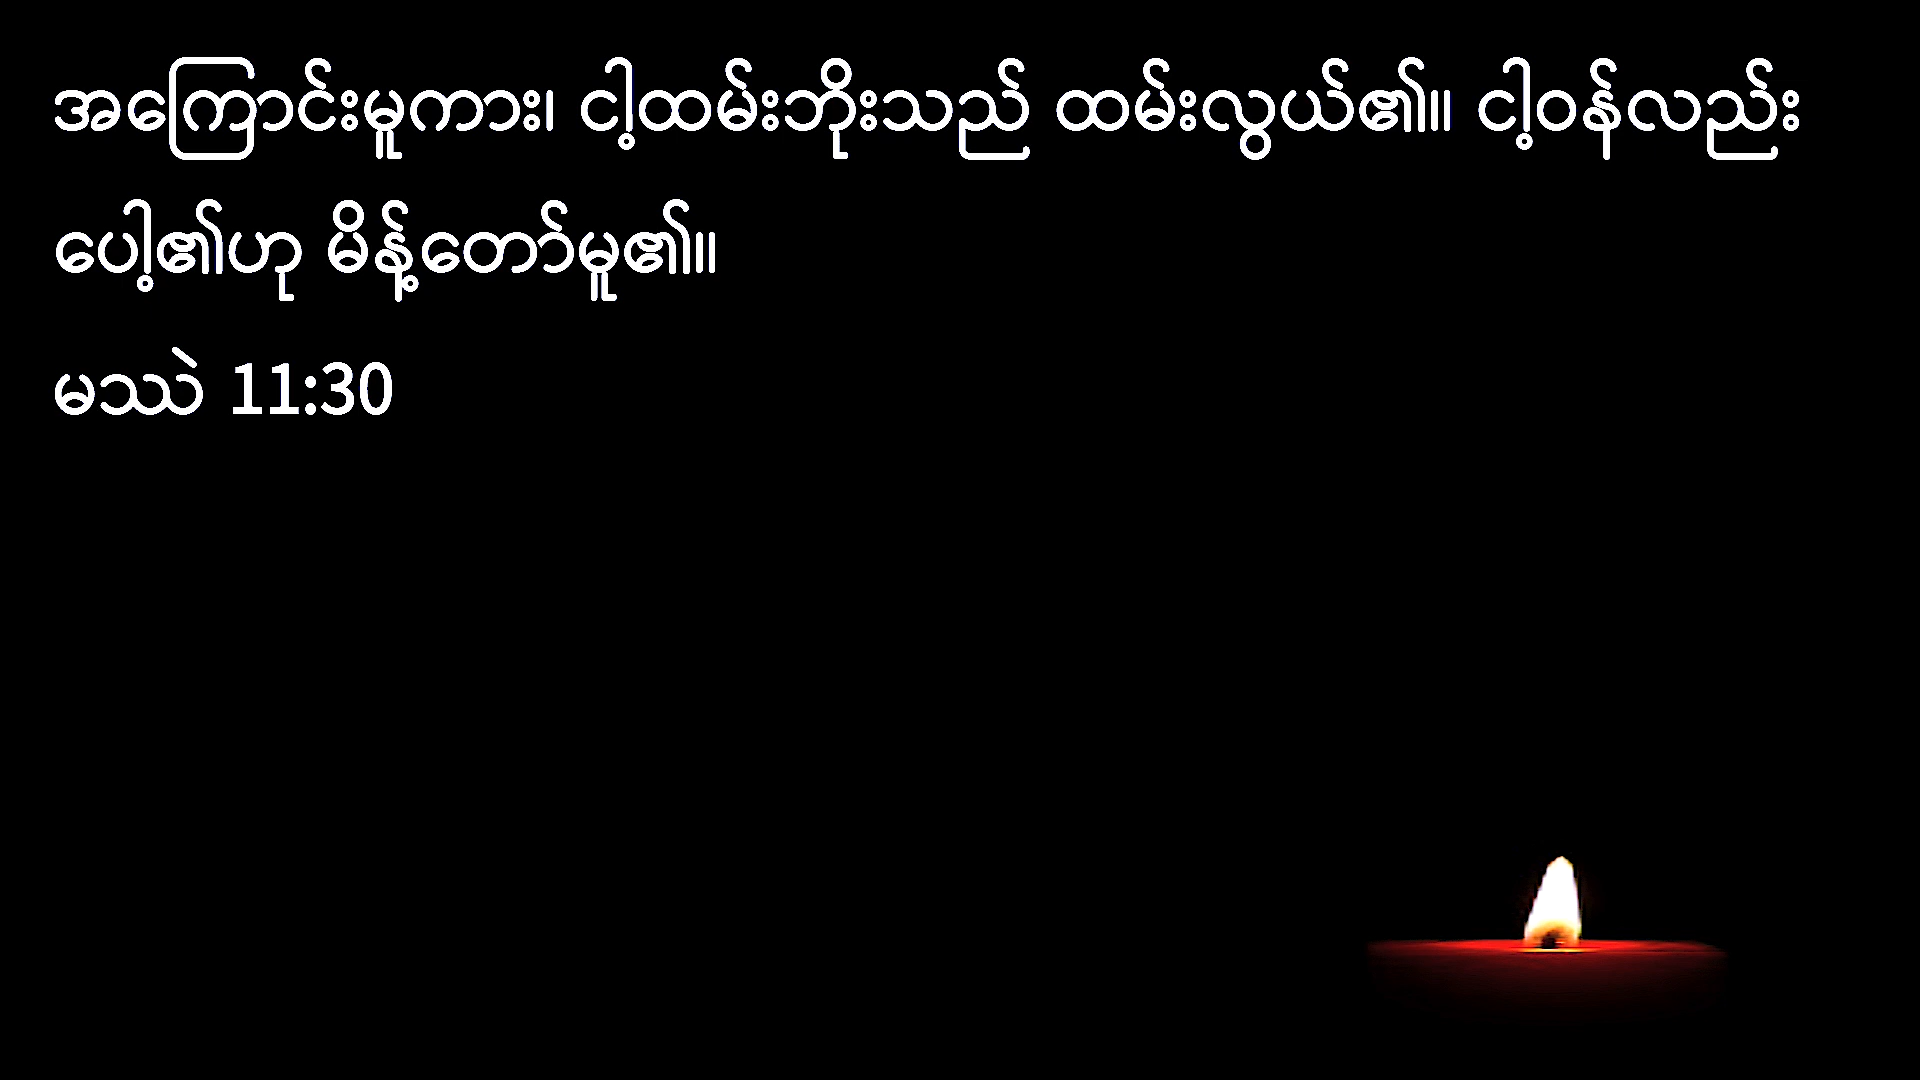 အကြောင်းမူကား၊ ငါ့ထမ်းဘိုးသည် ထမ်းလွယ်၏။ ငါ့ဝန်လည်း
ပေါ့၏ဟု မိန့်တော်မူ၏။
မဿဲ 11:30